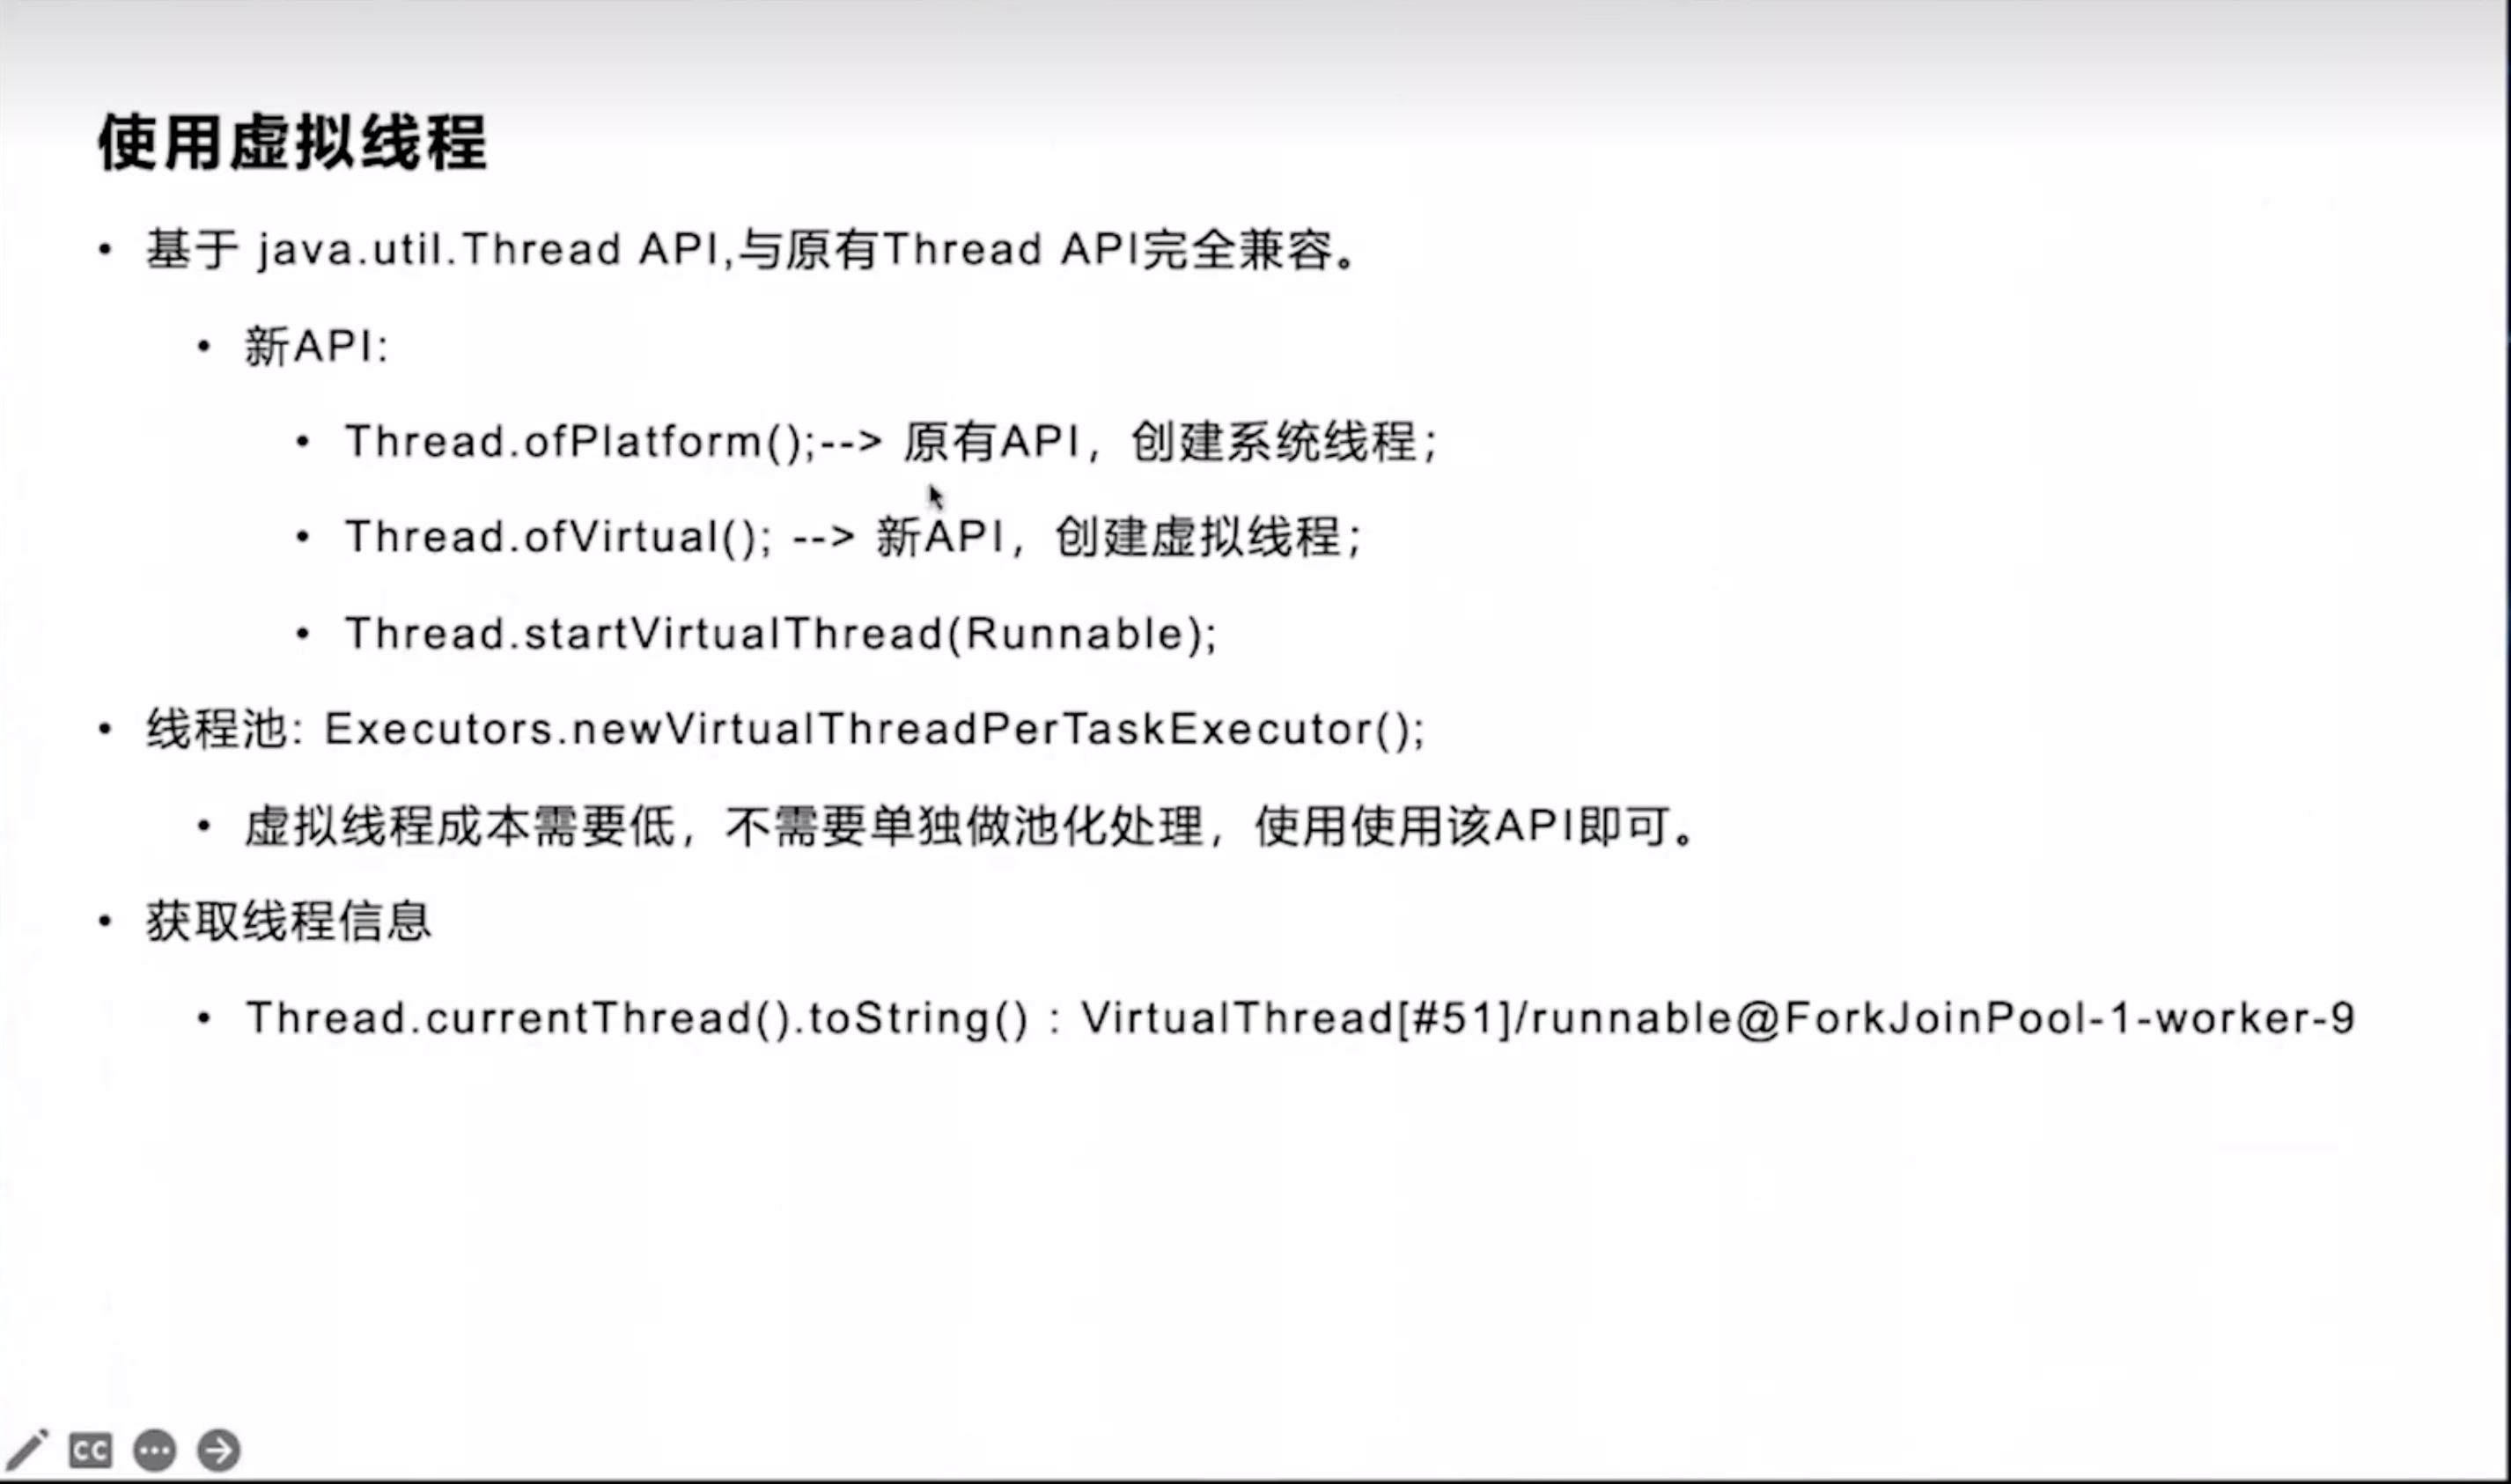 使用虚拟线程
• 基于 java.util.Thread API,与原有Thread API完全兼容。
• 新API:
• Thread.ofPlatform();--> 原有API，创建系统线程；
• Thread.ofVirtual(); --> 新API，创建虚拟线程；
• Thread.startVirtualThread(Runnable);
• 线程池: Executors.newVirtualThreadPerTaskExecutor();
• 虚拟线程成本需要低，不需要单独做池化处理，使用使用该API即可。
• 获取线程信息
• Thread.currentThread().toString() : VirtualThread[#51]/runnable@ForkJoinPool-1-worker-9
CC